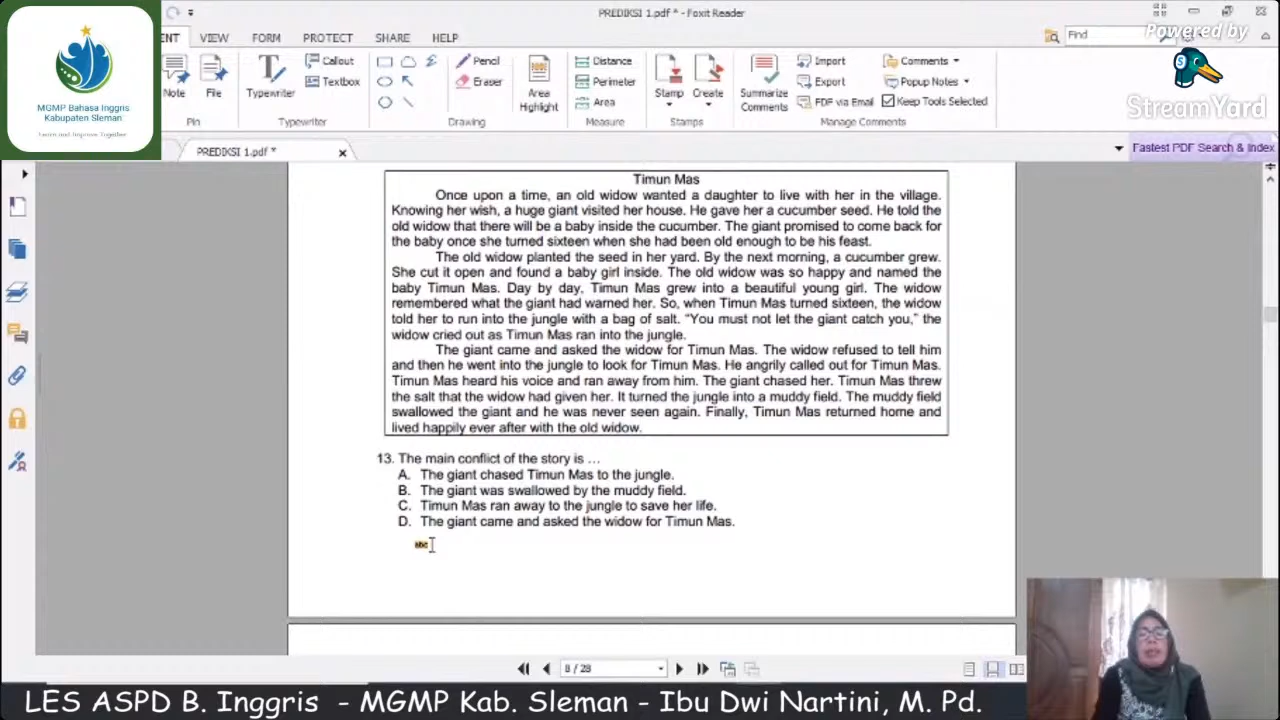 PREDIKSI 1.pdf * - Foxit Reader
Powered by
StreamYard
MGMP Bahasa Inggris
Kabupaten Sleman
Learn and Improve Together
ENT VIEW FORM PROTECT SHARE HELP
Find
Note File
Pin
Typewriter Callout Textbox
Typewriter
Pencil
Eraser
Area Highlight
Drawing
Distance
Perimeter
Area
Measure
Stamp Create
Stamps
Summarize Comments
Import
Export
FDF via Email
Comments
Popup Notes
Keep Tools Selected
Manage Comments
PREDIKSI 1.pdf *
Fastest PDF Search & Index
Timun Mas
Once upon a time, an old widow wanted a daughter to live with her in the village.
Knowing her wish, a huge giant visited her house. He gave her a cucumber seed. He told the
old widow that there will be a baby inside the cucumber. The giant promised to come back for
the baby once she turned sixteen when she had been old enough to be his feast.
The old widow planted the seed in her yard. By the next morning, a cucumber grew.
She cut it open and found a baby girl inside. The old widow was so happy and named the
baby Timun Mas. Day by day, Timun Mas grew into a beautiful young girl. The widow
remembered what the giant had warned her. So, when Timun Mas turned sixteen, the widow
told her to run into the jungle with a bag of salt. “You must not let the giant catch you,” the
widow cried out as Timun Mas ran into the jungle.
The giant came and asked the widow for Timun Mas. The widow refused to tell him
and then he went into the jungle to look for Timun Mas. He angrily called out for Timun Mas.
Timun Mas heard his voice and ran away from him. The giant chased her. Timun Mas threw
the salt that the widow had given her. It turned the jungle into a muddy field. The muddy field
swallowed the giant and he was never seen again. Finally, Timun Mas returned home and
lived happily ever after with the old widow.
13. The main conflict of the story is …
A. The giant chased Timun Mas to the jungle.
B. The giant was swallowed by the muddy field.
C. Timun Mas ran away to the jungle to save her life.
D. The giant came and asked the widow for Timun Mas.
abc
8 / 28
LES ASPD B. Inggris - MGMP Kab. Sleman - Ibu Dwi Nartini, M. Pd.